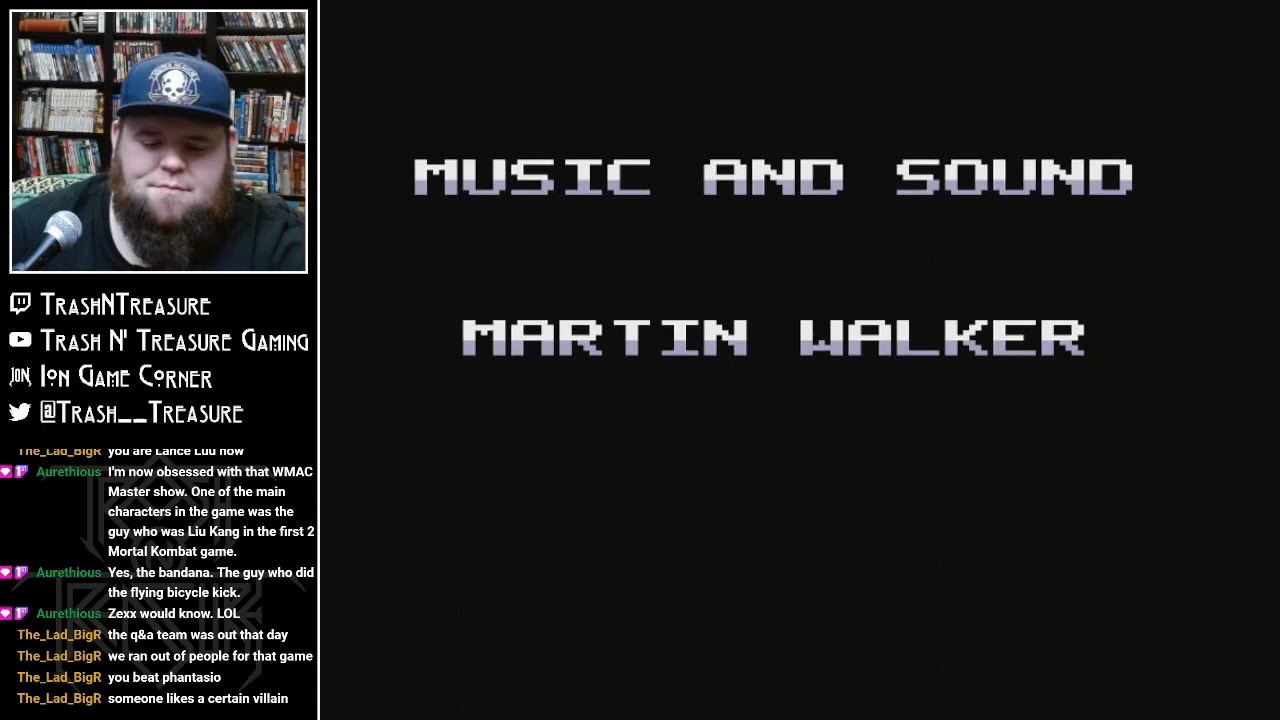 TrashNTreasure
Trash N' Treasure Gaming
Ion Game Corner
@Trash__Treasure
The_Lad_BigR you are Lance Luu now
Aurethious I'm now obsessed with that WMAC
Master show. One of the main
characters in the game was the
guy who was Liu Kang in the first 2
Mortal Kombat game.
Aurethious Yes, the bandana. The guy who did
the flying bicycle kick.
Aurethious Zexx would know. LOL
The_Lad_BigR the q&a team was out that day
The_Lad_BigR we ran out of people for that game
The_Lad_BigR you beat phantasio
The_Lad_BigR someone likes a certain villain
MUSIC AND SOUND
MARTIN WALKER